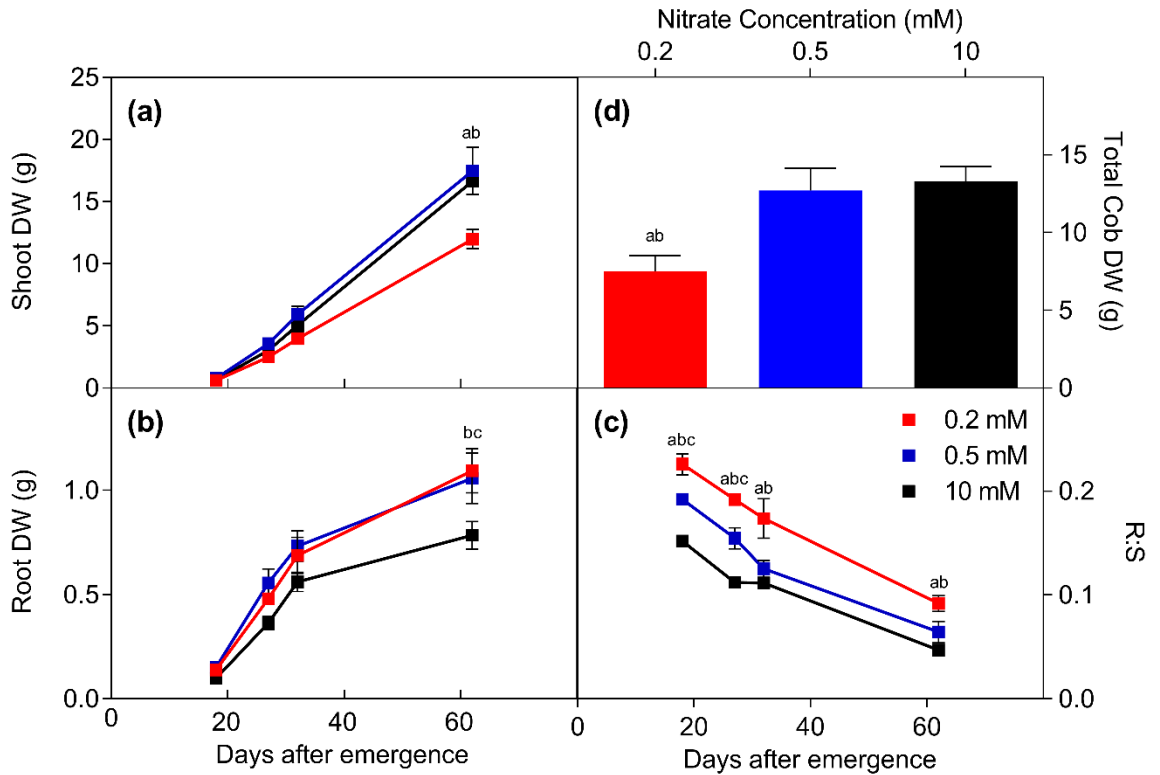 Nitrate Concentration (mM)
0.2 0.5 10
25
20
15
10
5
0
Shoot DW (g)
(a)
ab
(d)
ab
15
10
5
0
Total Cob DW (g)
(b)
bc
1.0
0.5
0.0
Root DW (g)
0 20 40 60
Days after emergence
(c)
abc
abc
ab
ab
0.2 mM
0.5 mM
10 mM
0.2
0.1
0.0
R:S
0 20 40 60
Days after emergence